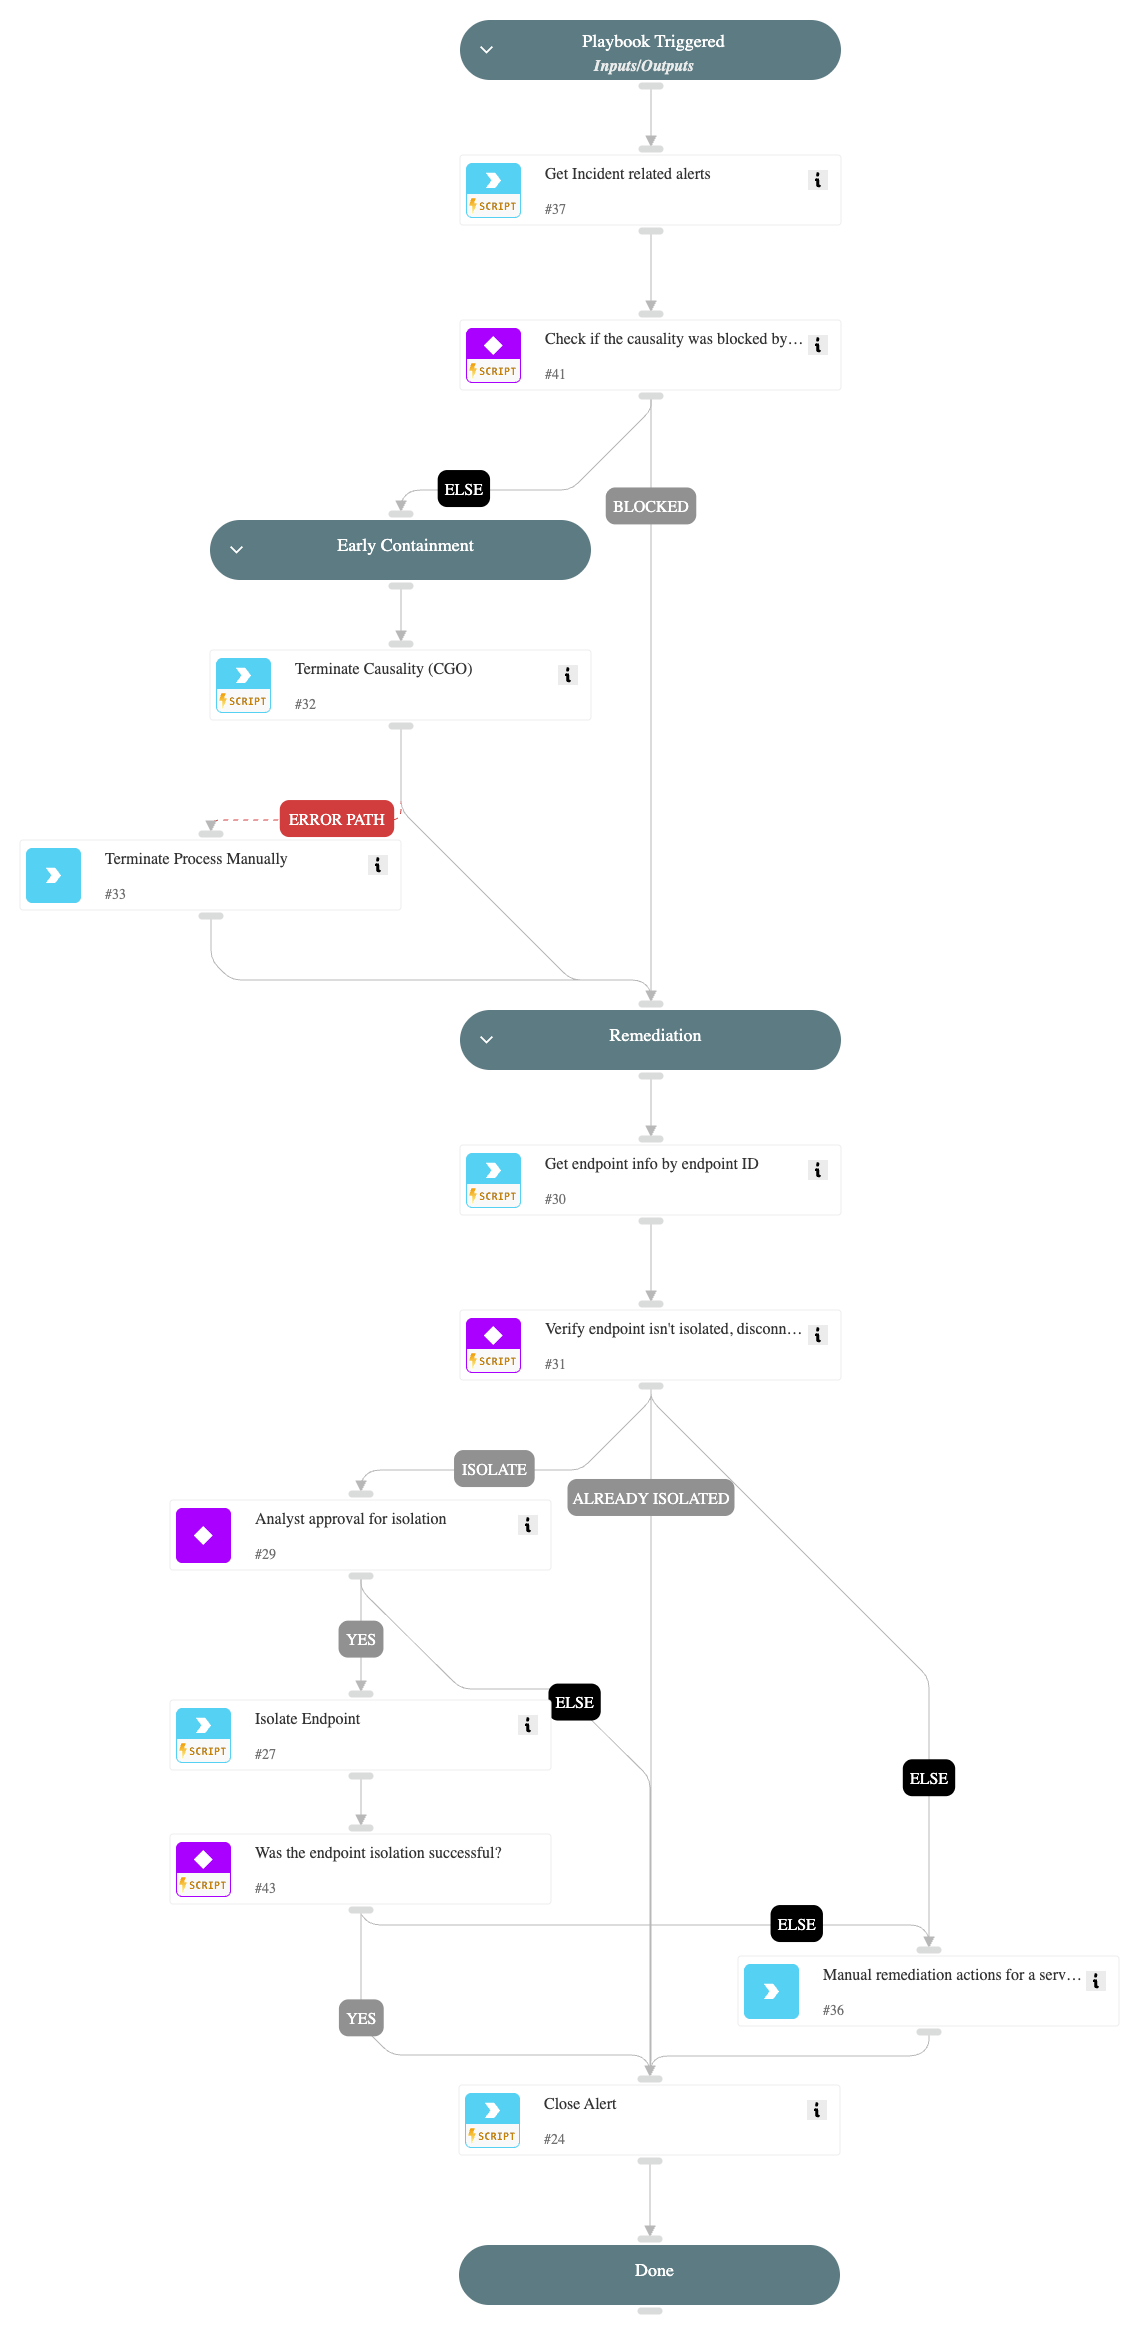 Playbook Triggered
Inputs/Outputs
Get Incident related alerts
SCRIPT
#37
Check if the causality was blocked by…
SCRIPT
#41
ELSE
BLOCKED
Early Containment
Terminate Causality (CGO)
SCRIPT
#32
ERROR PATH
Terminate Process Manually
#33
Remediation
Get endpoint info by endpoint ID
SCRIPT
#30
Verify endpoint isn't isolated, disconn…
SCRIPT
#31
ISOLATE
ALREADY ISOLATED
Analyst approval for isolation
#29
YES
ELSE
Isolate Endpoint
SCRIPT
#27
ELSE
Was the endpoint isolation successful?
SCRIPT
#43
ELSE
Manual remediation actions for a serv…
#36
YES
Close Alert
SCRIPT
#24
Done